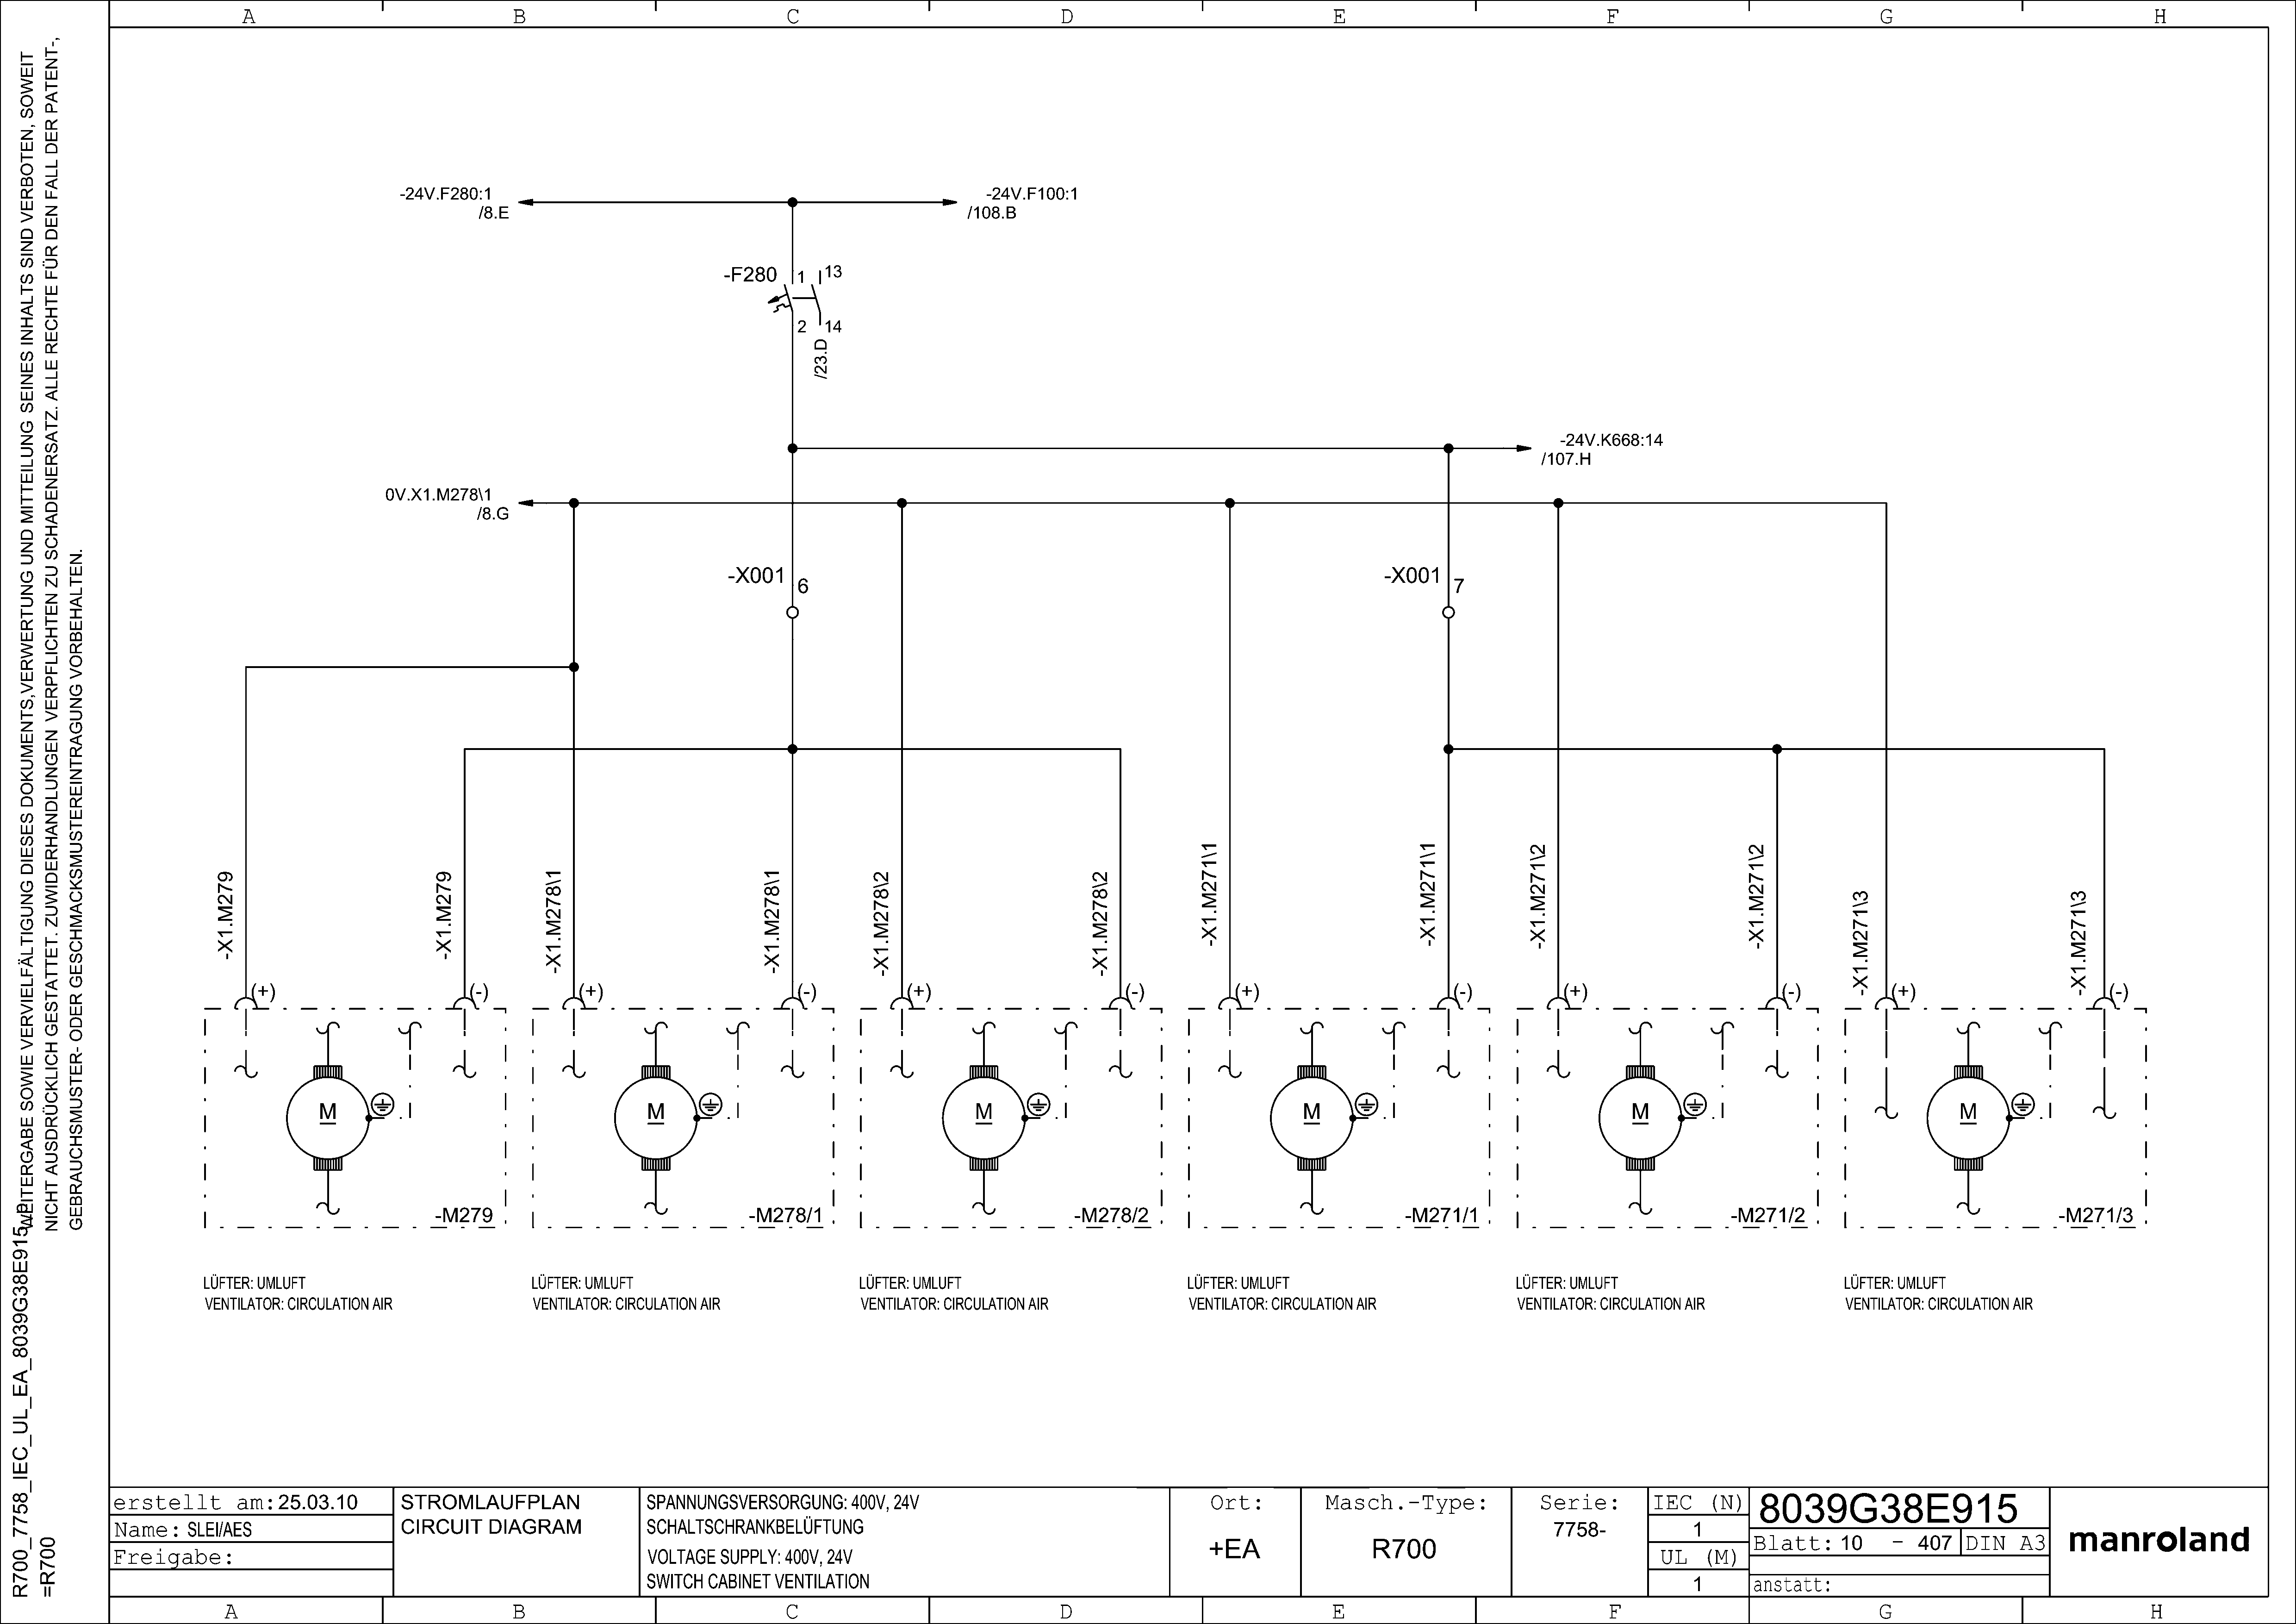 A B C D E F G H
WEITERGABE SOWIE VERVIELFÄLTIGUNG DIESES DOKUMENTS,VERWERTUNG UND MITTEILUNG SEINES INHALTS SIND VERBOTEN, SOWEIT
NICHT AUSDRÜCKLICH GESTATTET. ZUWIDERHANDLUNGEN VERPFLICHTEN ZU SCHADENERSATZ. ALLE RECHTE FÜR DEN FALL DER PATENT-,
GEBRAUCHSMUSTER- ODER GESCHMACKSMUSTEREINTRAGUNG VORBEHALTEN.
R700_7758_IEC_UL_EA_8039G38E915_p
=R700
-24V.F280:1
/8.E
-24V.F100:1
/108.B
-F280 1 13
2 14
/23.D
-24V.K668:14
/107.H
0V.X1.M278\1
/8.G
-X001 6
-X001 7
-X1.M279
-X1.M279
-X1.M278\1
-X1.M278\1
-X1.M278\2
-X1.M278\2
-X1.M271\1
-X1.M271\1
-X1.M271\2
-X1.M271\2
-X1.M271\3
-X1.M271\3
(+) (-) (+) (-) (+) (-) (+) (-) (+) (-) (+) (-)
M M M M M M
-M279 -M278/1 -M278/2 -M271/1 -M271/2 -M271/3
LÜFTER: UMLUFT
VENTILATOR: CIRCULATION AIR
LÜFTER: UMLUFT
VENTILATOR: CIRCULATION AIR
LÜFTER: UMLUFT
VENTILATOR: CIRCULATION AIR
LÜFTER: UMLUFT
VENTILATOR: CIRCULATION AIR
LÜFTER: UMLUFT
VENTILATOR: CIRCULATION AIR
LÜFTER: UMLUFT
VENTILATOR: CIRCULATION AIR
erstellt am: 25.03.10
Name: SLEI/AES
Freigabe:
STROMLAUFPLAN
CIRCUIT DIAGRAM
SPANNUNGSVERSORGUNG: 400V, 24V
SCHALTSCHRANKBELÜFTUNG
VOLTAGE SUPPLY: 400V, 24V
SWITCH CABINET VENTILATION
Ort:
+EA
Masch.-Type:
R700
Serie:
7758-
IEC (N)
1
UL (M)
1
8039G38E915
Blatt: 10 - 407 DIN A3
anstatt:
manroland
A B C D E F G H